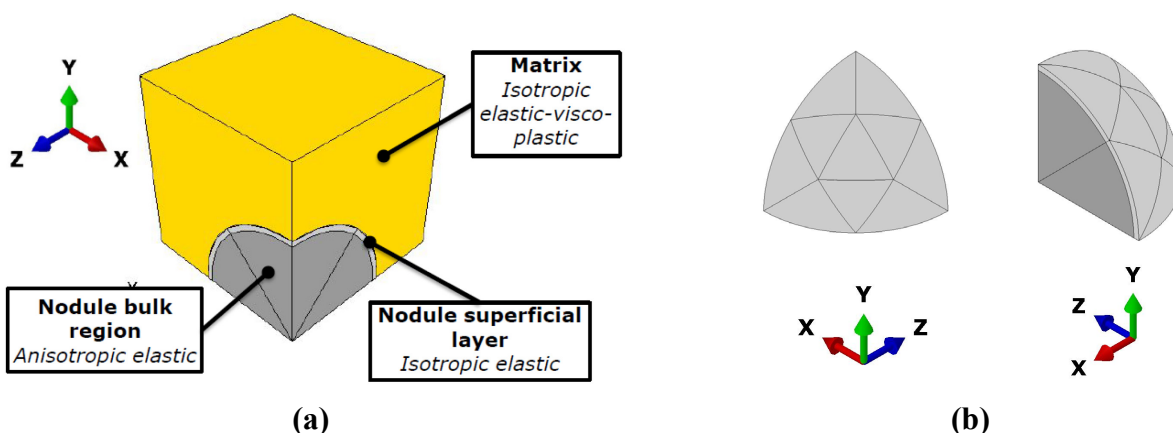 Y
Z
X
Matrix
Isotropic
elastic-visco-
plastic
Y
Nodule bulk
region
Anisotropic elastic
Nodule superficial
layer
Isotropic elastic
(a)
Y
X
Z
Y
Z
X
(b)